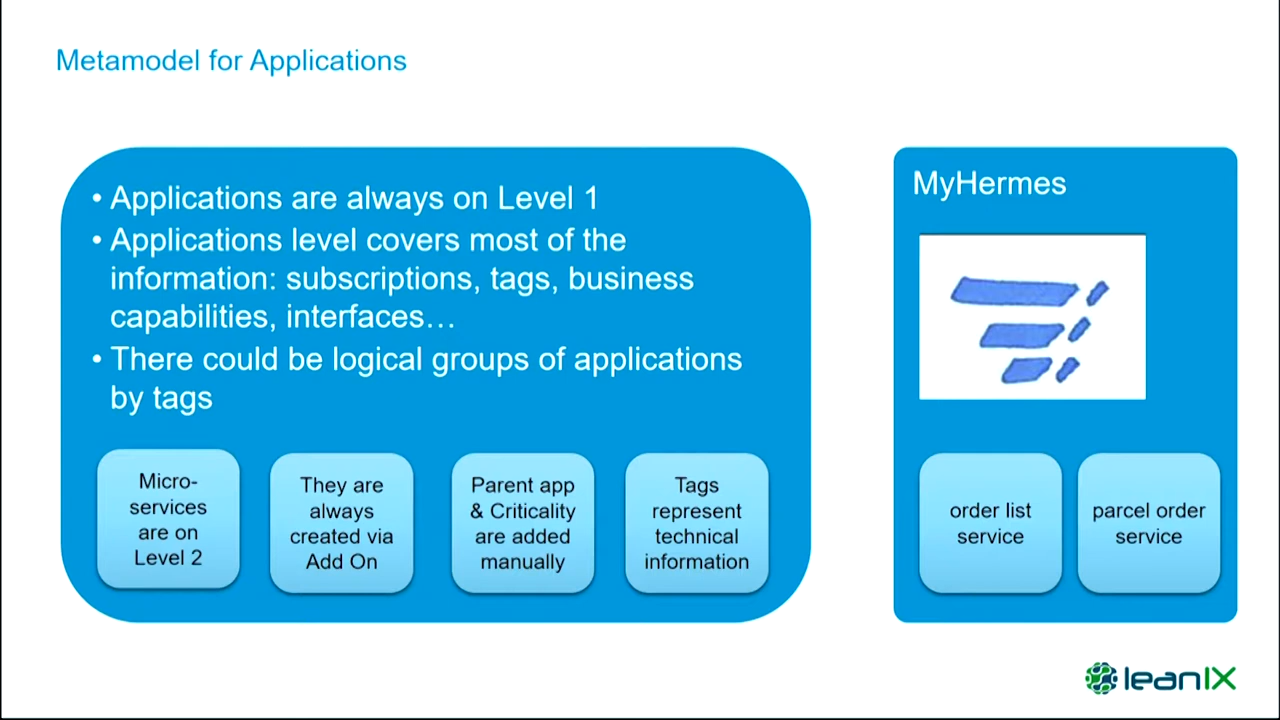 Metamodel for Applications
• Applications are always on Level 1
• Applications level covers most of the
information: subscriptions, tags, business
capabilities, interfaces…
• There could be logical groups of applications
by tags
Micro-
services
are on
Level 2
They are
always
created via
Add On
Parent app
& Criticality
are added
manually
Tags
represent
technical
information
MyHermes
order list
service
parcel order
service
leanIX